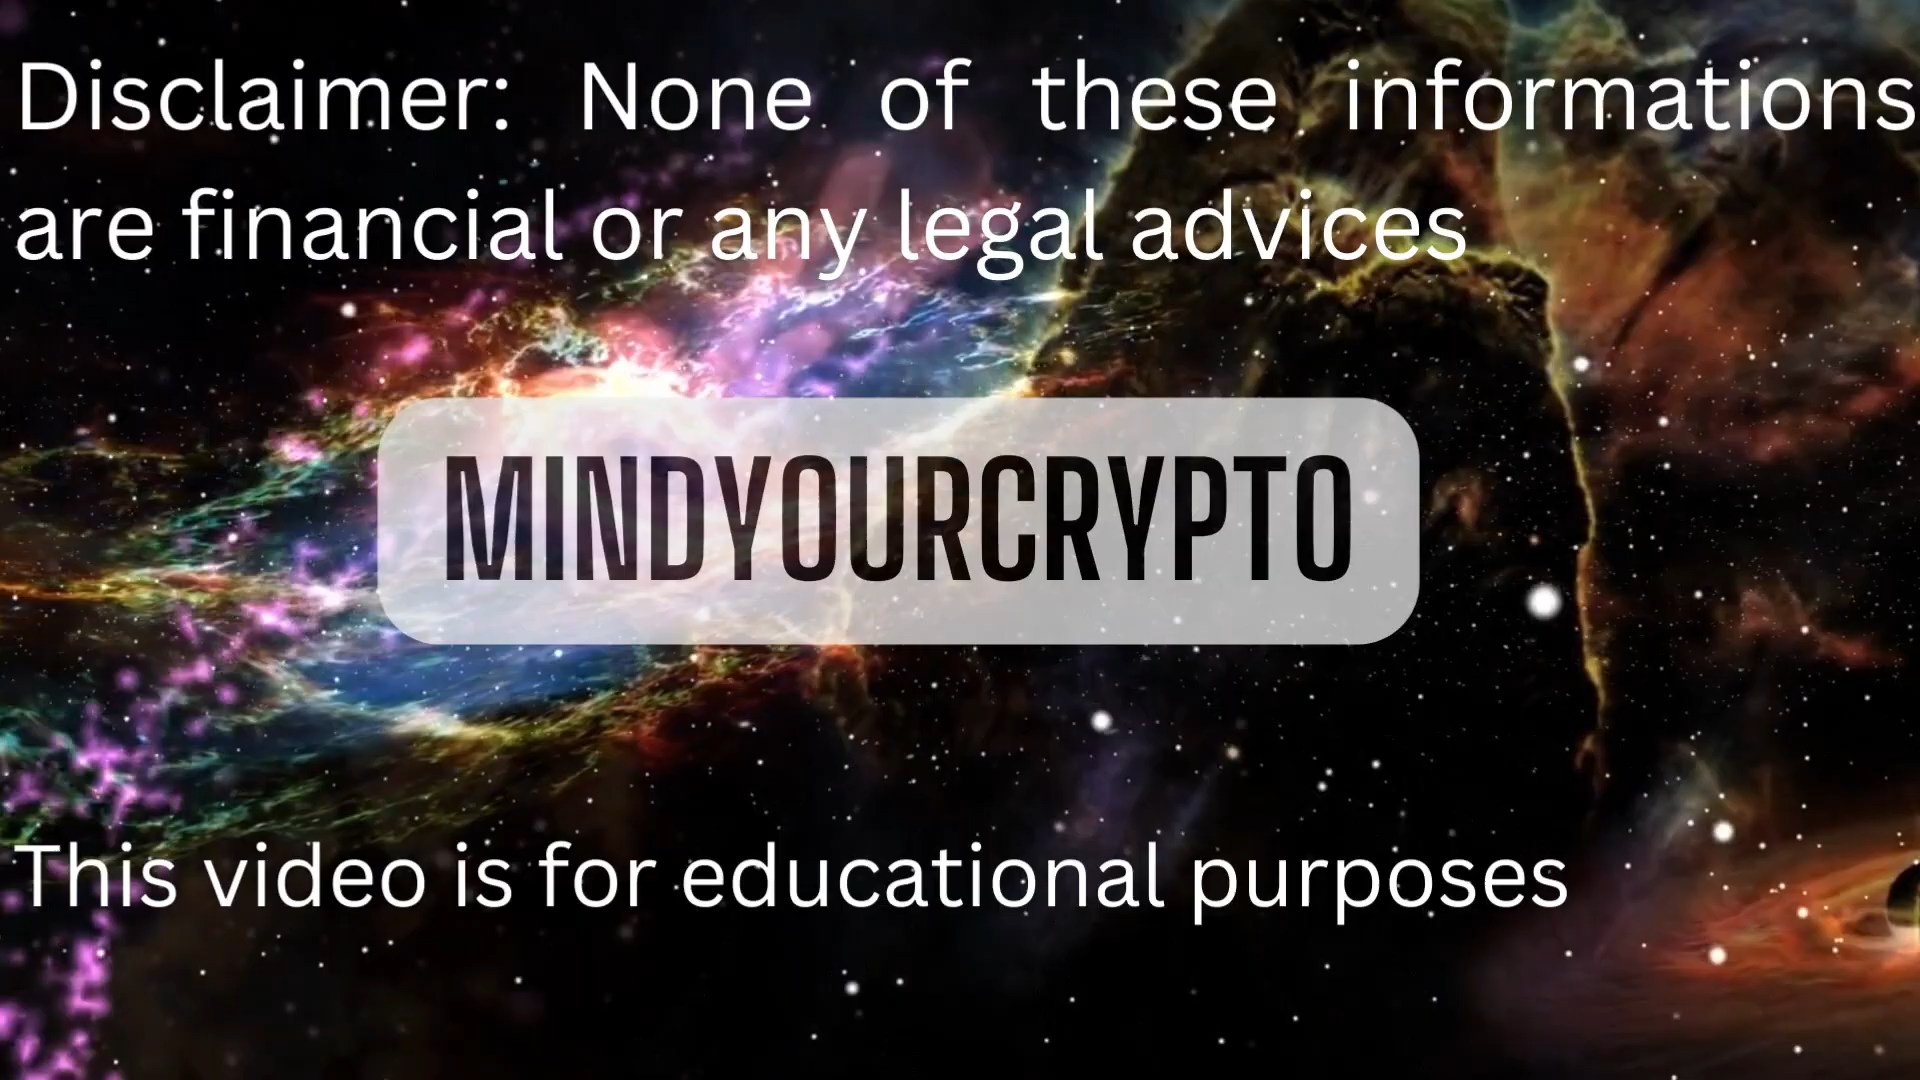 Disclaimer: None of these informations
are financial or any legal advices
MINDYOURCRYPTO
This video is for educational purposes